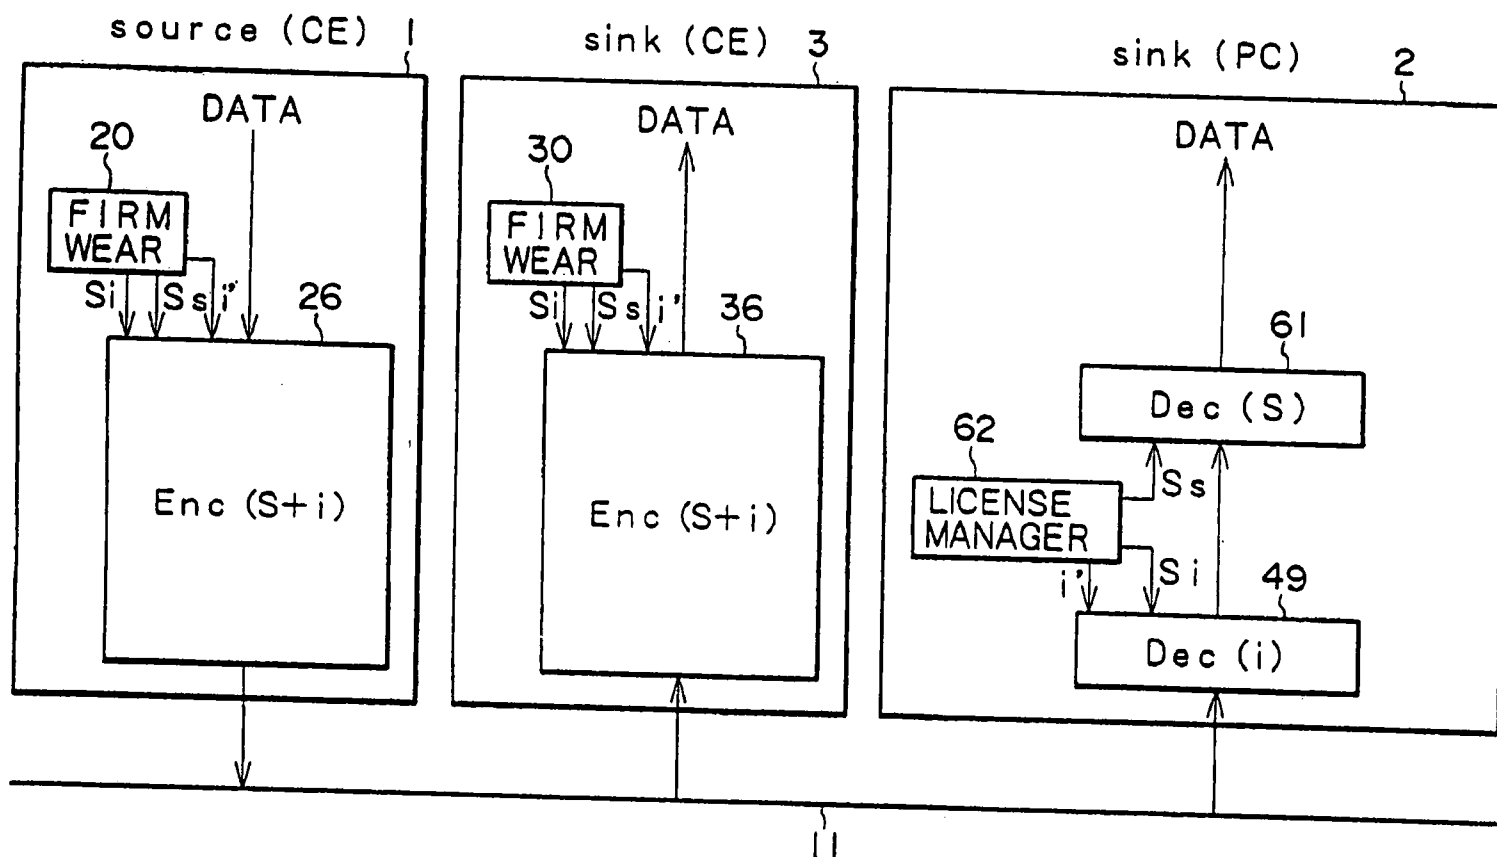 source (CE) 1
DATA
20
FIRM
WEAR
Si
Ss
i'
26
Enc (S+i)
sink (CE) 3
DATA
30
FIRM
WEAR
Si
Ss
i'
36
Enc (S+i)
sink (PC) 2
DATA
61
Dec (S)
62
LICENSE
MANAGER
Ss
i'
Si
49
Dec (i)